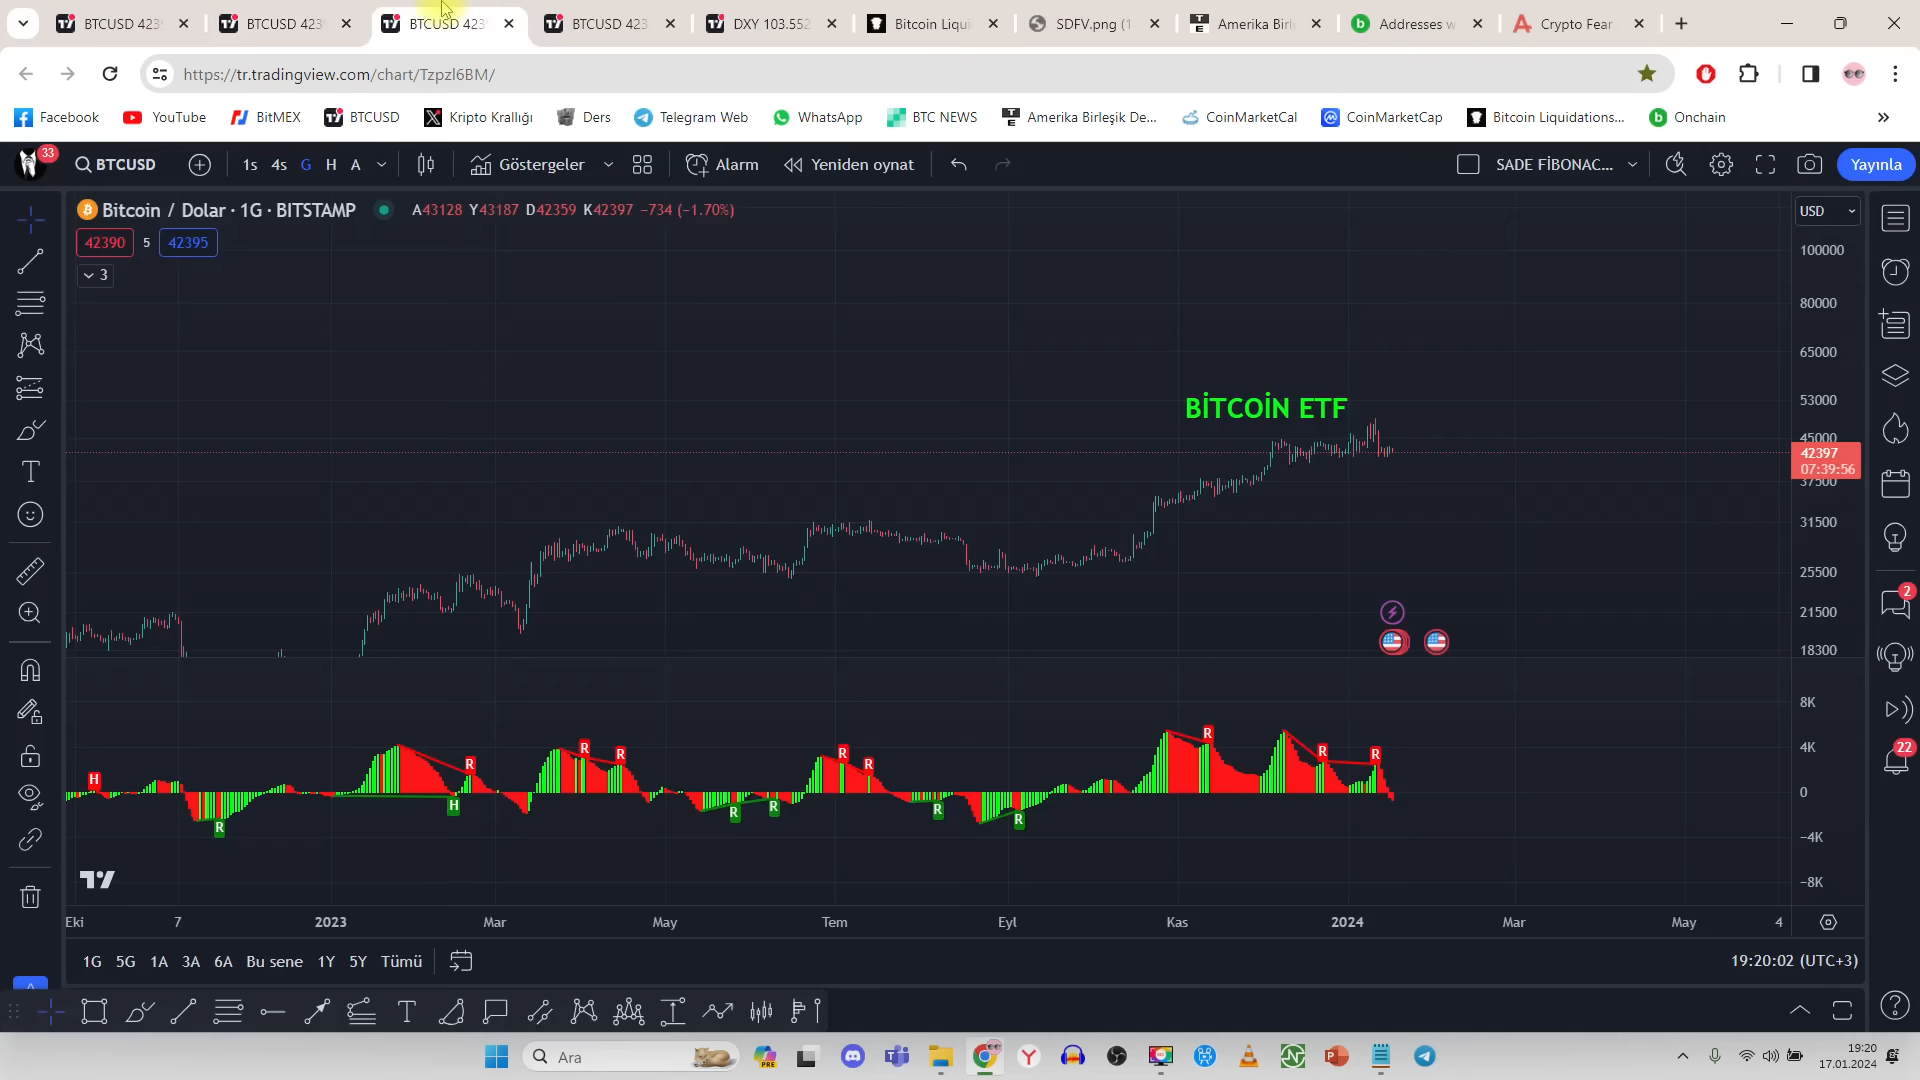 BTCUSD 423
BTCUSD 423
BTCUSD 423
BTCUSD 423
DXY 103.552
Bitcoin Liqui
SDFV.png (1
Amerika Birl
Addresses w
Crypto Fear
https://tr.tradingview.com/chart/Tzpzl6BM/
Facebook
YouTube
BitMEX
BTCUSD
Kripto Krallığı
Ders
Telegram Web
WhatsApp
BTC NEWS
Amerika Birleşik De...
CoinMarketCal
CoinMarketCap
Bitcoin Liquidations...
Onchain
33
BTCUSD
1s 4s G H A
Göstergeler
Alarm
Yeniden oynat
SADE FİBONAC...
Yayınla
Bitcoin / Dolar · 1G · BITSTAMP
A43128 Y43187 D42359 K42397 −734 (−1.70%)
USD
42390 5 42395
3
100000
80000
65000
BİTCOİN ETF
53000
45000
42397
07:39:56
37500
31500
25500
21500
18300
2
22
8K
4K
0
−4K
−8K
H
R
R
H
R
R
R
R
R
R
R
R
R
R
R
R
Eki 7 2023 Mar May Tem Eyl Kas 2024 Mar May 4
1G 5G 1A 3A 6A Bu sene 1Y 5Y Tümü
19:20:02 (UTC+3)
Ara
PRE
19:20
17.01.2024